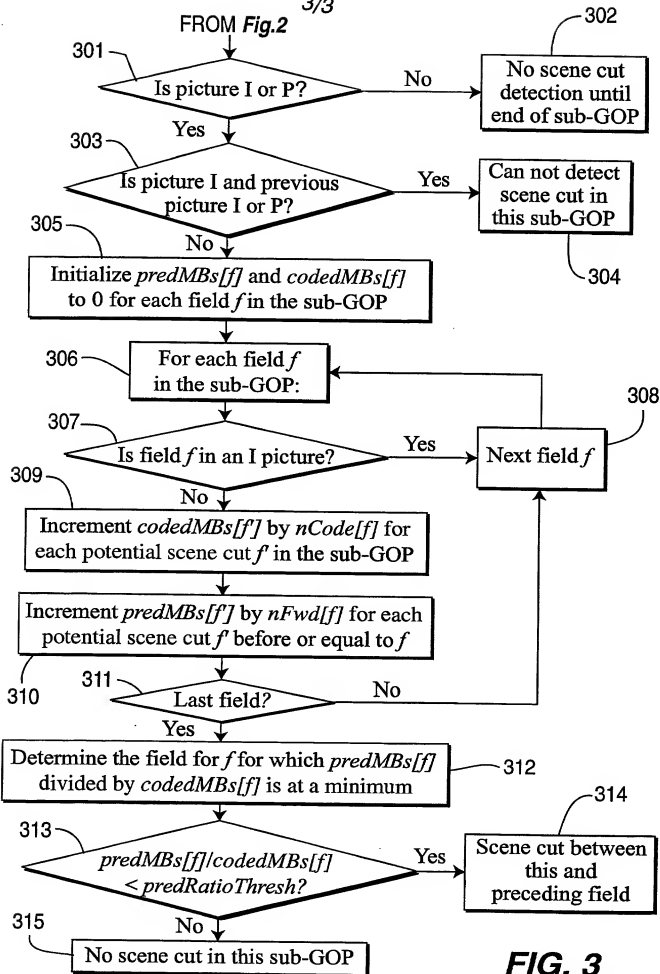 3/3
FROM Fig.2
301
Is picture I or P?
No
302
No scene cut
detection until
end of sub-GOP
Yes
303
Is picture I and previous
picture I or P?
Yes
Can not detect
scene cut in
this sub-GOP
304
No
305
Initialize predMBs[f] and codedMBs[f]
to 0 for each field f in the sub-GOP
306
For each field f
in the sub-GOP:
307
Is field f in an I picture?
Yes
308
Next field f
No
309
Increment codedMBs[f'] by nCode[f] for
each potential scene cut f' in the sub-GOP
Increment predMBs[f'] by nFwd[f] for each
potential scene cut f' before or equal to f
310
311
Last field?
No
Yes
Determine the field for f for which predMBs[f]
divided by codedMBs[f] is at a minimum
312
313
predMBs[f]/codedMBs[f]
< predRatioThresh?
Yes
314
Scene cut between
this and
preceding field
No
315
No scene cut in this sub-GOP
FIG. 3